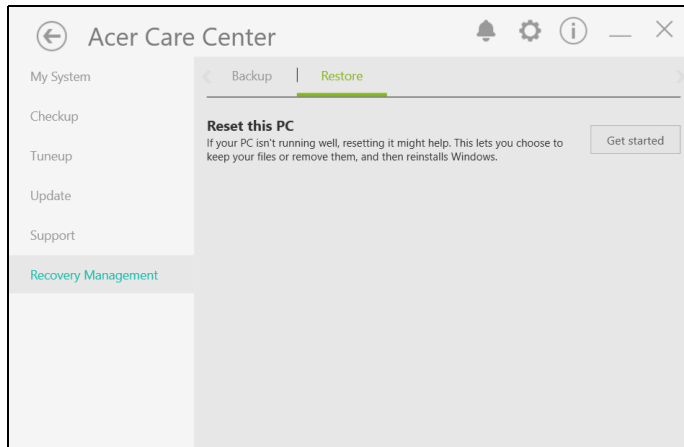 Acer Care Center
My System
Checkup
Tuneup
Update
Support
Recovery Management
Backup
Restore
Reset this PC
If your PC isn't running well, resetting it might help. This lets you choose to
keep your files or remove them, and then reinstalls Windows.
Get started